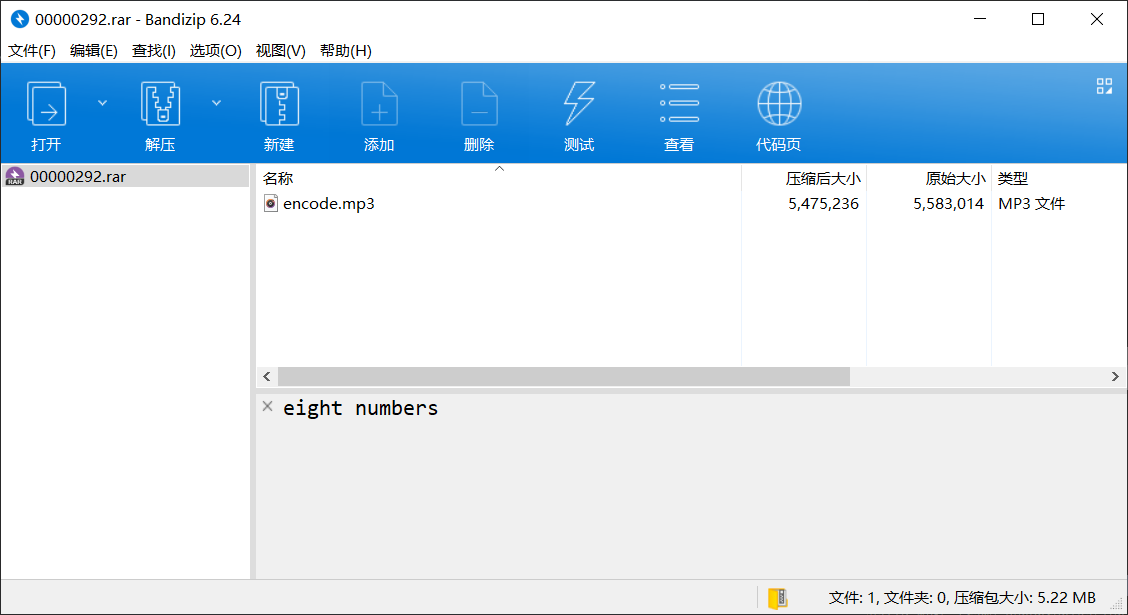 00000292.rar - Bandizip 6.24
文件(F) 编辑(E) 查找(I) 选项(O) 视图(V) 帮助(H)
打开 解压 新建 添加 删除 测试 查看 代码页
RAR 00000292.rar
名称 压缩后大小 原始大小 类型
encode.mp3 5,475,236 5,583,014 MP3 文件
eight numbers
文件: 1, 文件夹: 0, 压缩包大小: 5.22 MB